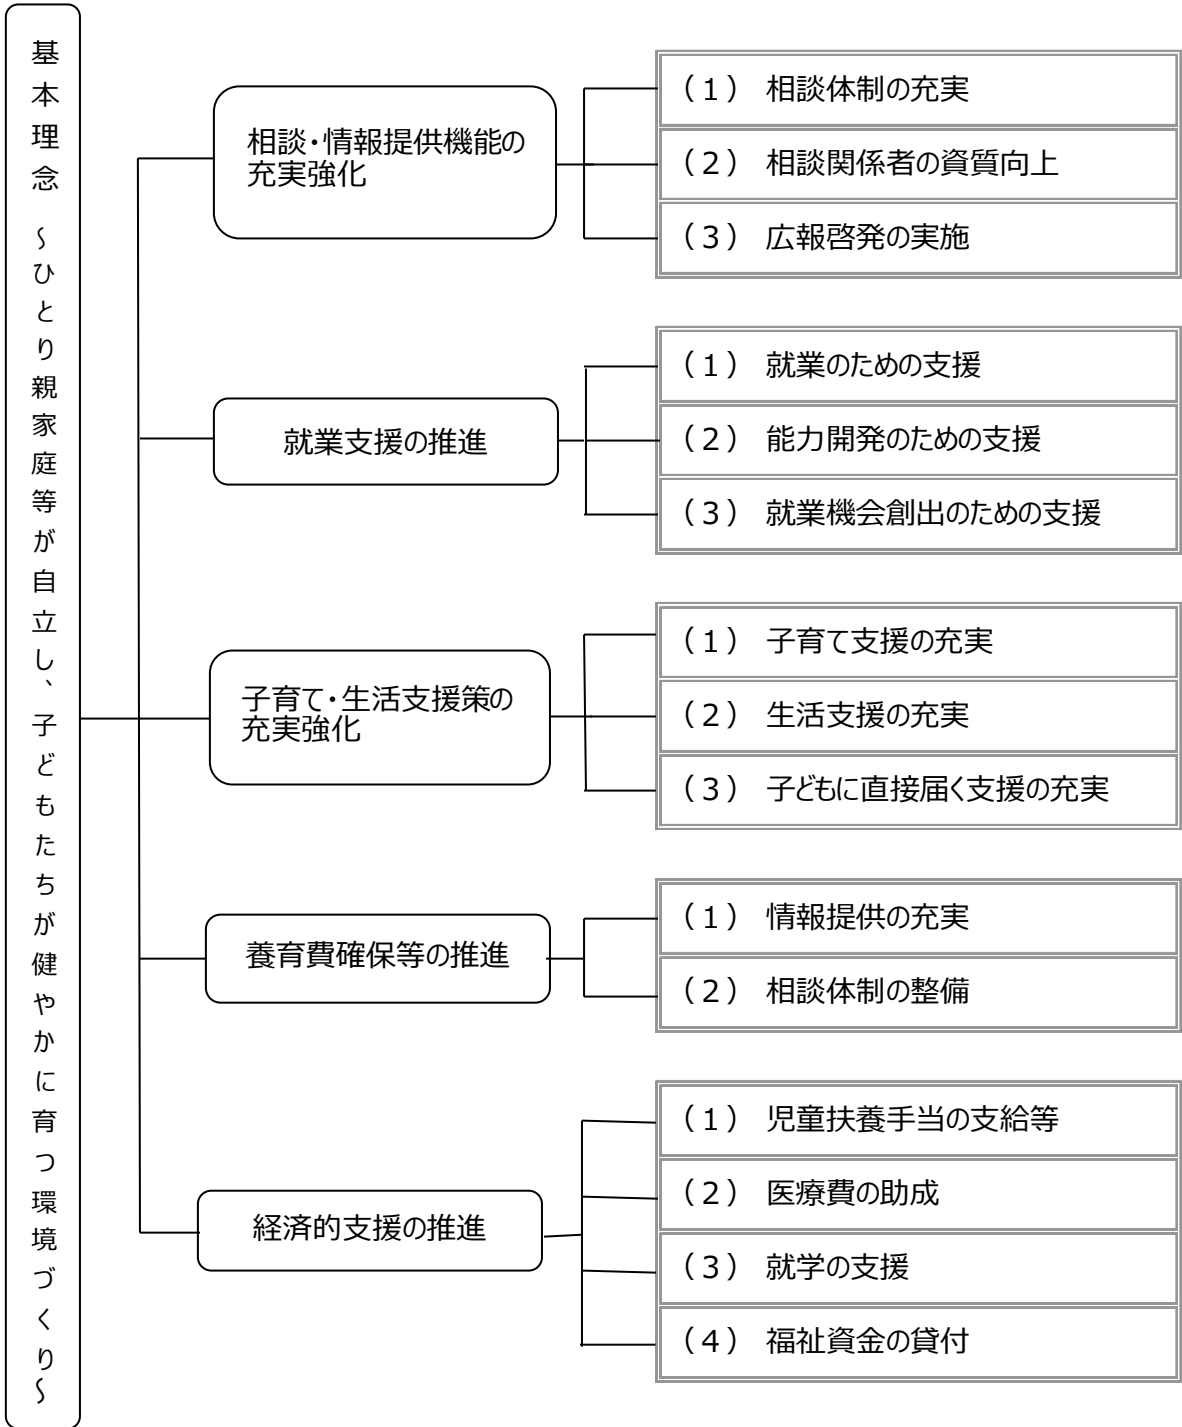 基本理念 ～ひとり親家庭等が自立し、子どもたちが健やかに育つ環境づくり～
相談・情報提供機能の
充実強化
（１） 相談体制の充実
（２） 相談関係者の資質向上
（３） 広報啓発の実施
就業支援の推進
（１） 就業のための支援
（２） 能力開発のための支援
（３） 就業機会創出のための支援
子育て・生活支援策の
充実強化
（１） 子育て支援の充実
（２） 生活支援の充実
（３） 子どもに直接届く支援の充実
養育費確保等の推進
（１） 情報提供の充実
（２） 相談体制の整備
経済的支援の推進
（１） 児童扶養手当の支給等
（２） 医療費の助成
（３） 就学の支援
（４） 福祉資金の貸付